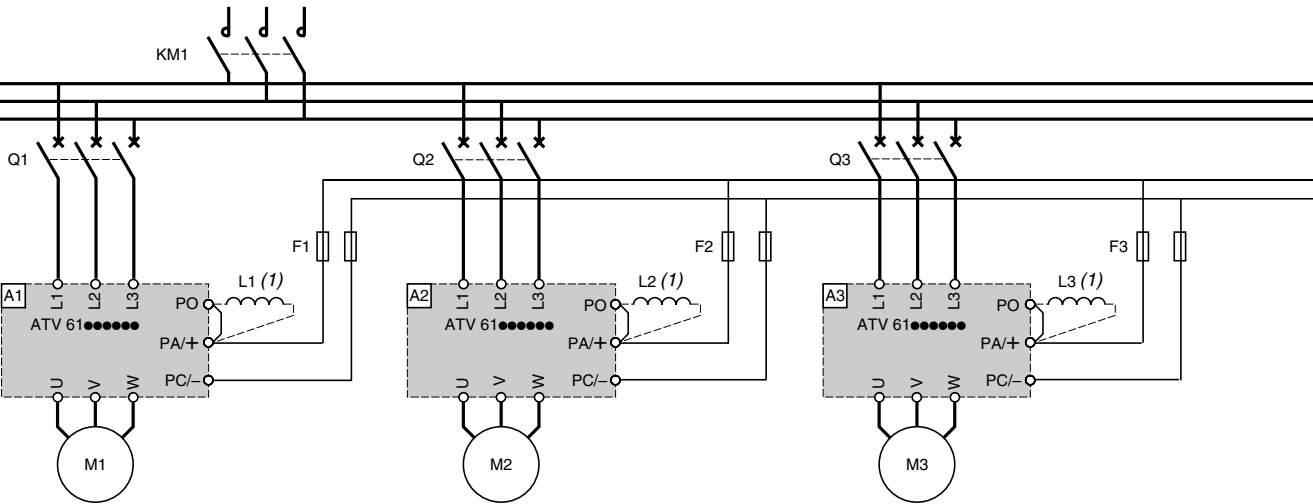 KM1
Q1 Q2 Q3
F1 F2 F3
L1 (1) L2 (1) L3 (1)
A1 L1 L2 L3 PO A2 L1 L2 L3 PO A3 L1 L2 L3 PO
ATV 61●●●●●● ATV 61●●●●●● ATV 61●●●●●●
PA/+ PA/+ PA/+
U V W PC/– U V W PC/– U V W PC/–
M1 M2 M3